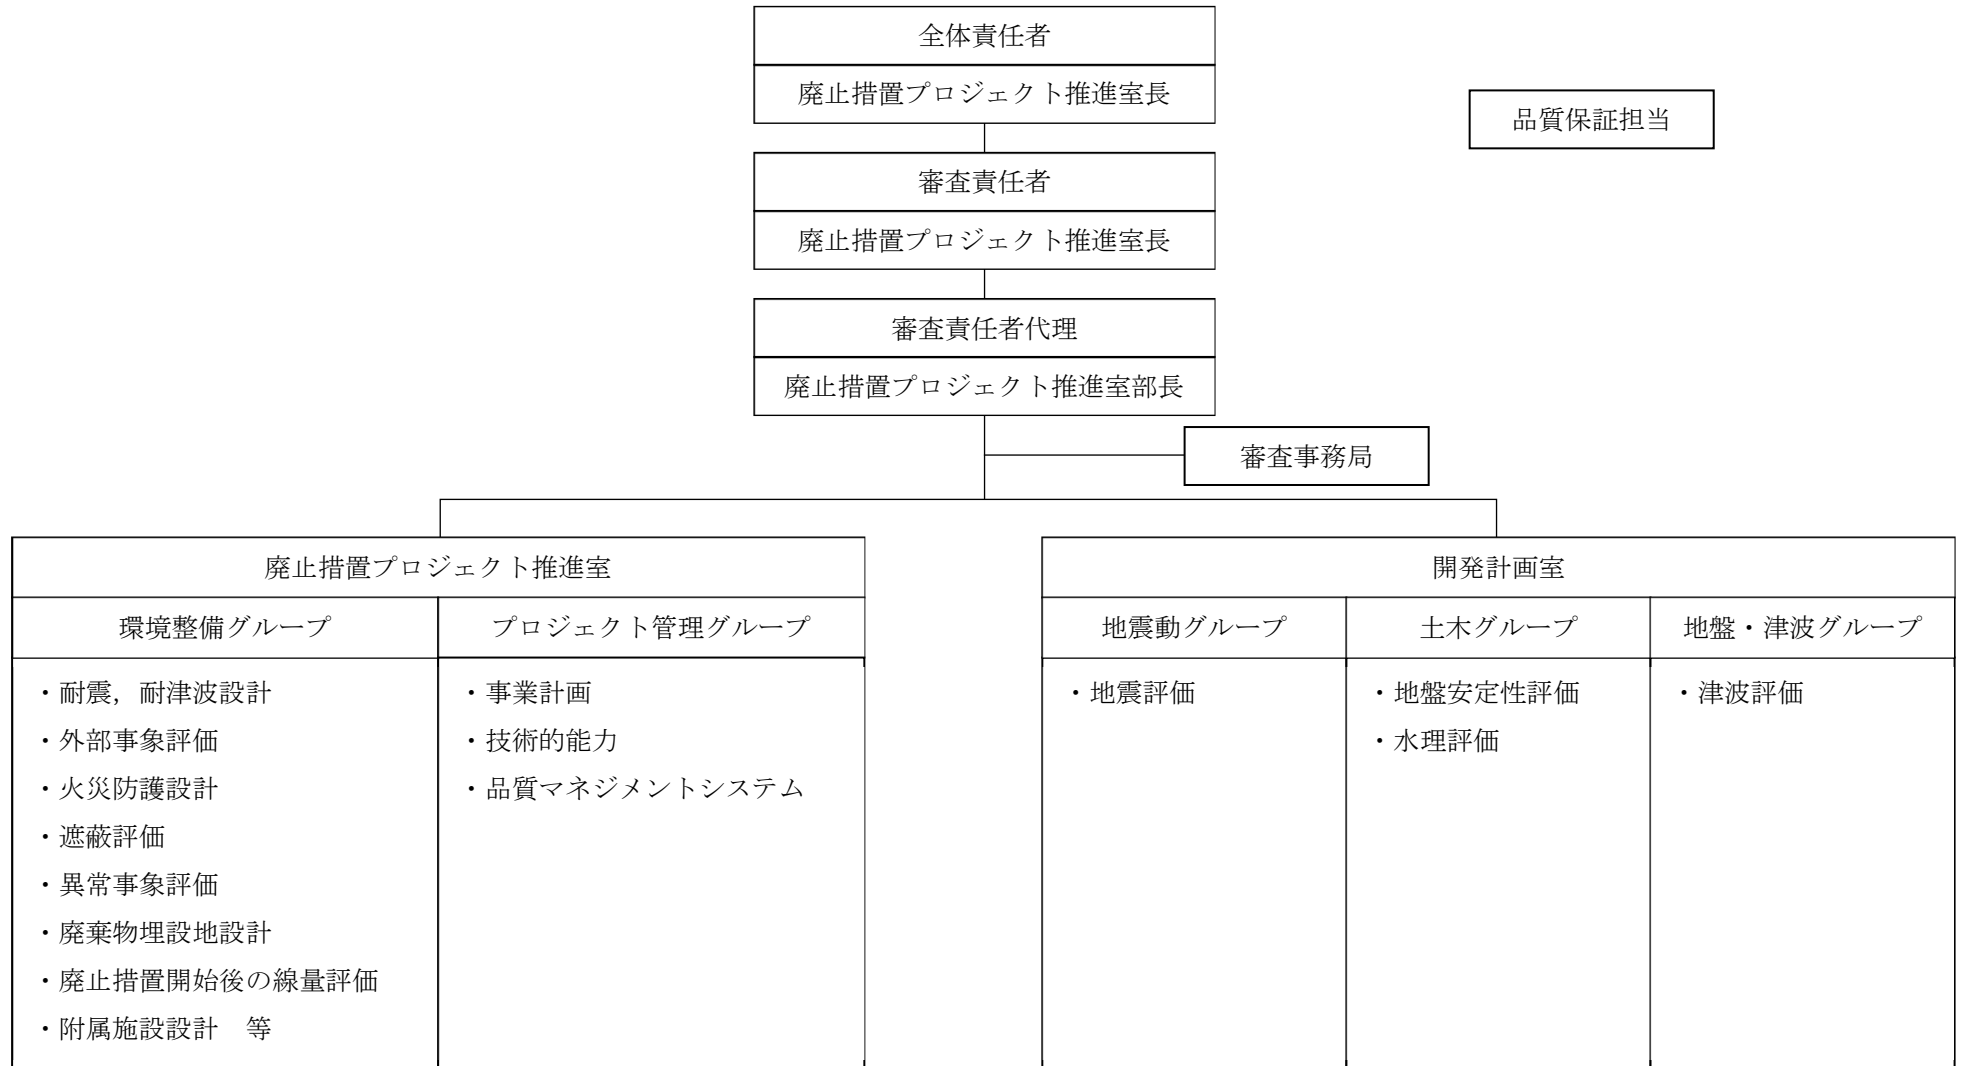 全体責任者
廃止措置プロジェクト推進室長
品質保証担当
審査責任者
廃止措置プロジェクト推進室長
審査責任者代理
廃止措置プロジェクト推進室部長
審査事務局
廃止措置プロジェクト推進室
環境整備グループ
プロジェクト管理グループ
・耐震，耐津波設計
・外部事象評価
・火災防護設計
・遮蔽評価
・異常事象評価
・廃棄物埋設地設計
・廃止措置開始後の線量評価
・附属施設設計　等
・事業計画
・技術的能力
・品質マネジメントシステム
開発計画室
地震動グループ
土木グループ
地盤・津波グループ
・地震評価
・地盤安定性評価
・水理評価
・津波評価